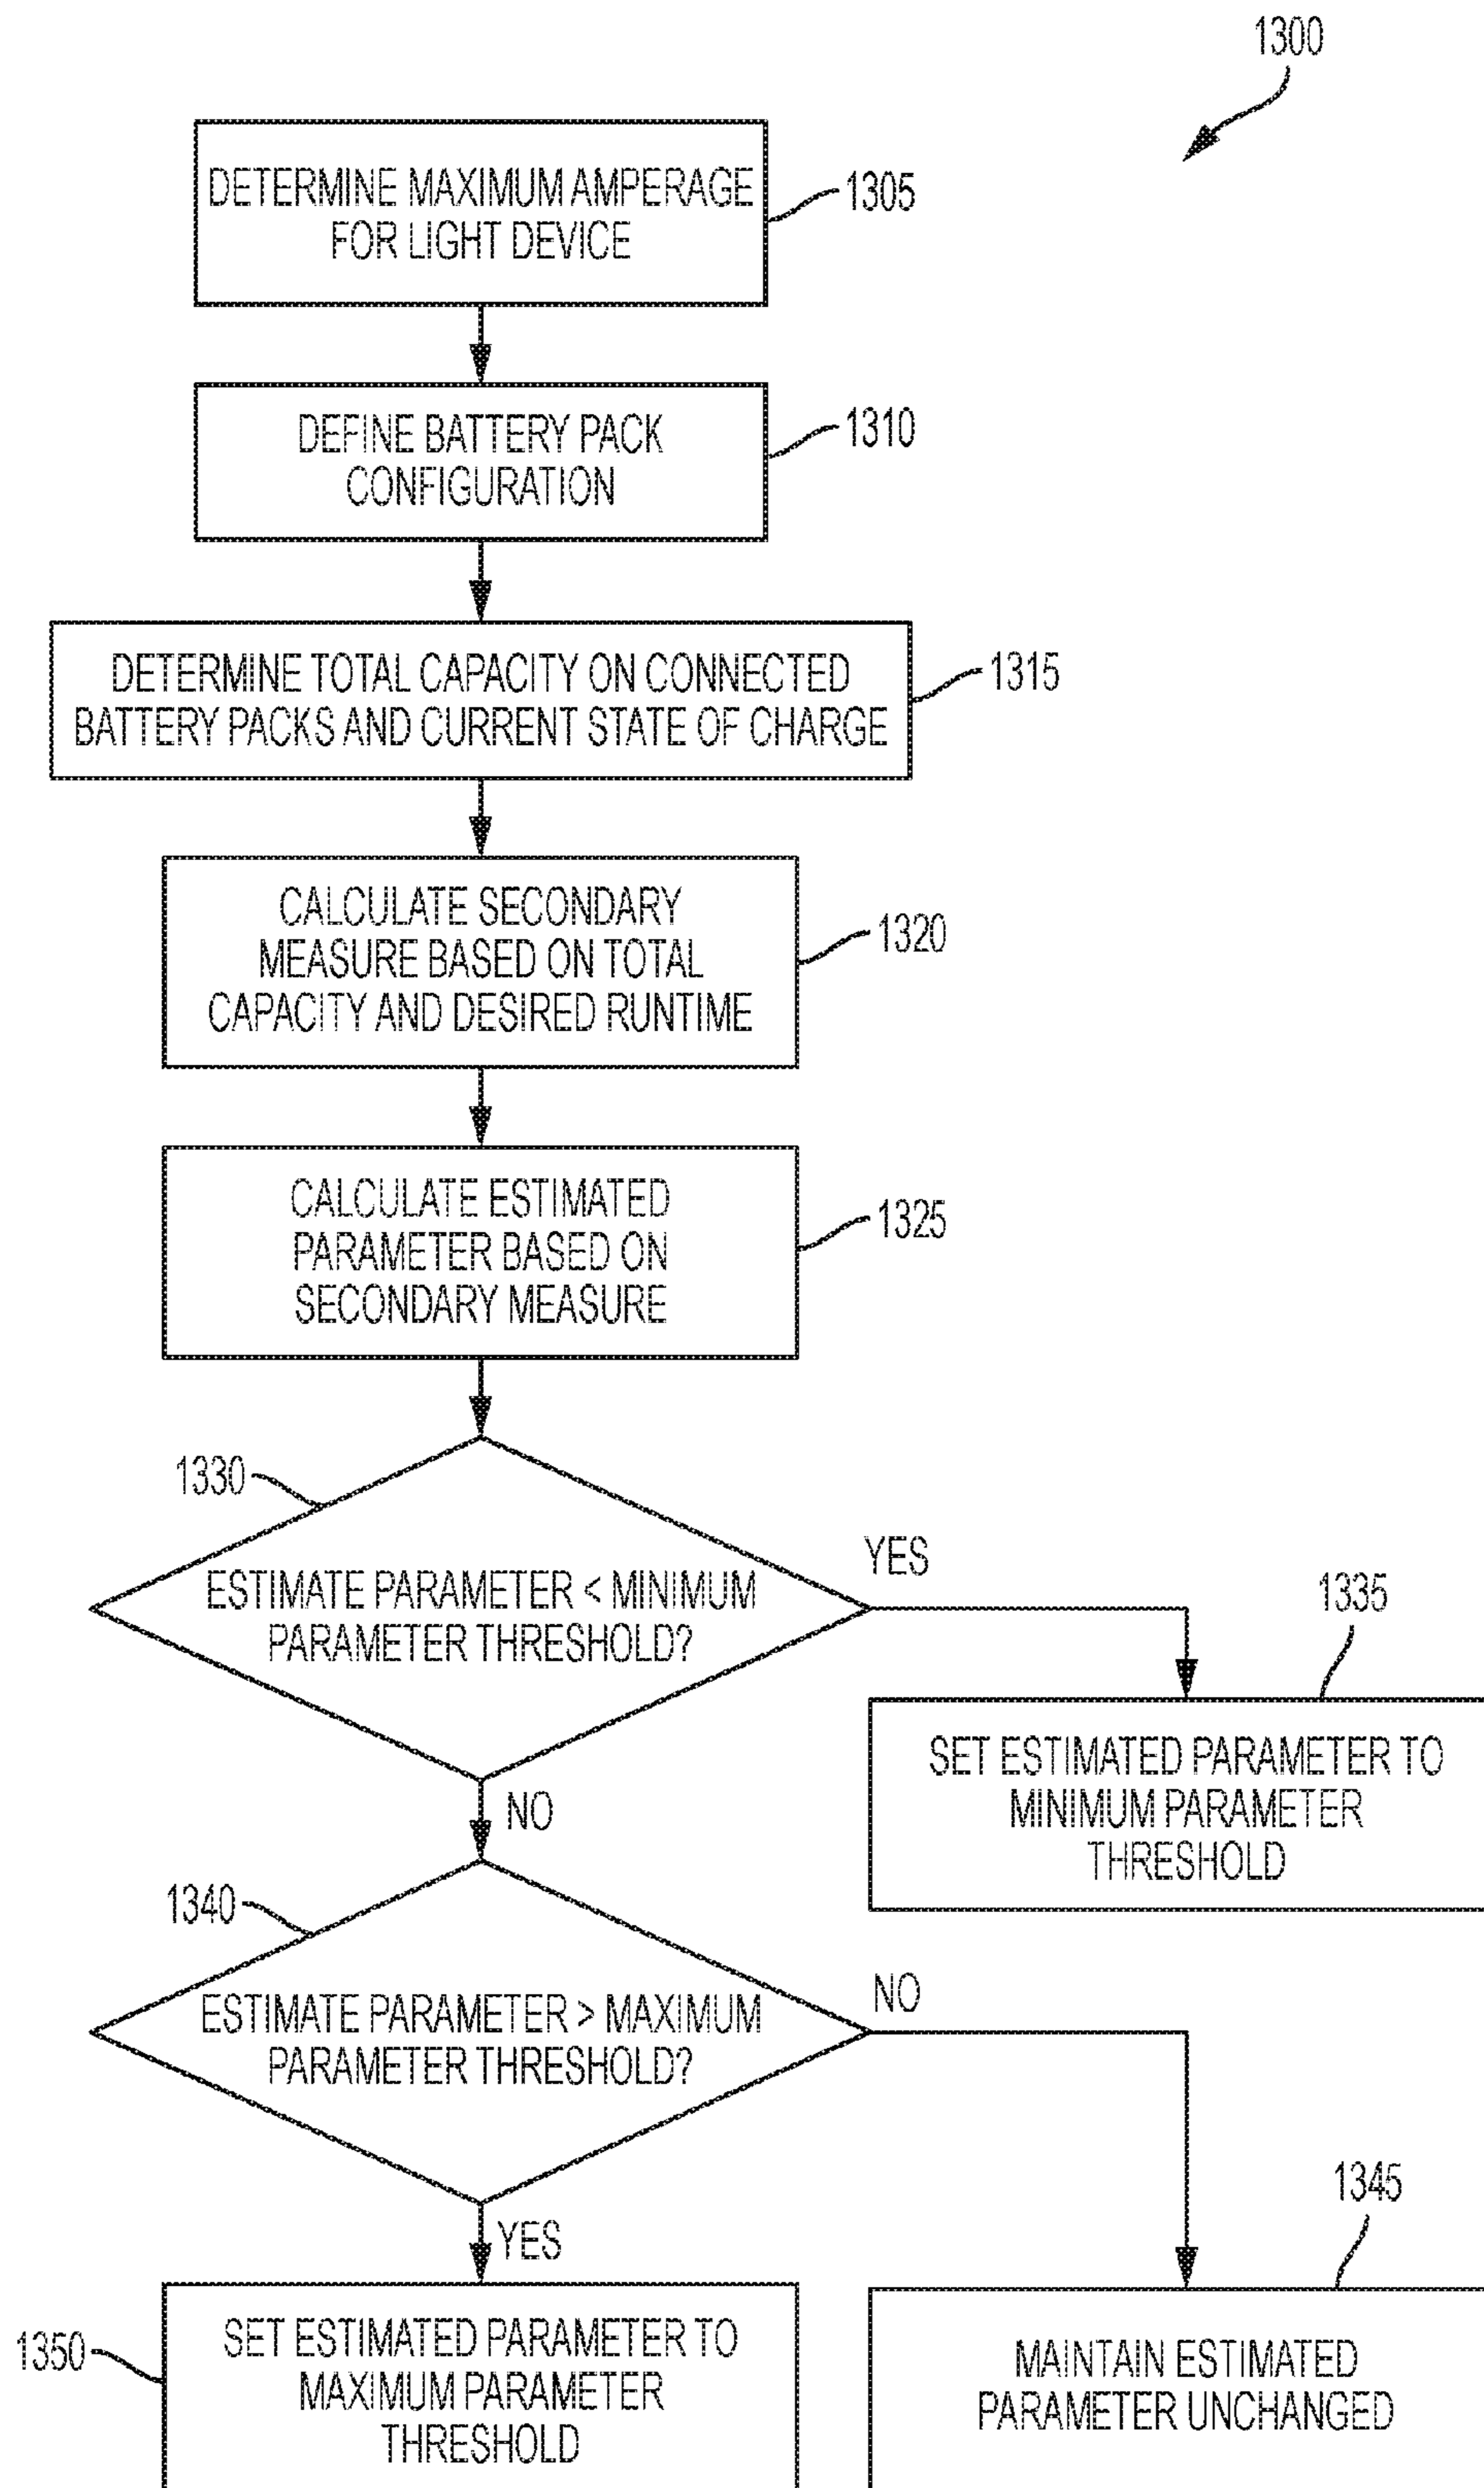 1300
DETERMINE MAXIMUM AMPERAGE
FOR LIGHT DEVICE
1305
DEFINE BATTERY PACK
CONFIGURATION
1310
DETERMINE TOTAL CAPACITY ON CONNECTED
BATTERY PACKS AND CURRENT STATE OF CHARGE
1315
CALCULATE SECONDARY
MEASURE BASED ON TOTAL
CAPACITY AND DESIRED RUNTIME
1320
CALCULATE ESTIMATED
PARAMETER BASED ON
SECONDARY MEASURE
1325
1330
ESTIMATE PARAMETER < MINIMUM
PARAMETER THRESHOLD?
YES
1335
SET ESTIMATED PARAMETER TO
MINIMUM PARAMETER
THRESHOLD
NO
1340
ESTIMATE PARAMETER > MAXIMUM
PARAMETER THRESHOLD?
NO
1345
MAINTAIN ESTIMATED
PARAMETER UNCHANGED
YES
1350
SET ESTIMATED PARAMETER TO
MAXIMUM PARAMETER
THRESHOLD